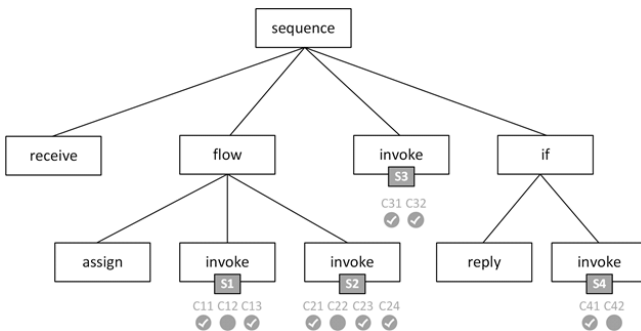 sequence
receive
flow
invoke
if
S3
C31 C32
assign
invoke
invoke
reply
invoke
S1
S2
S4
C11 C12 C13
C21 C22 C23 C24
C41 C42